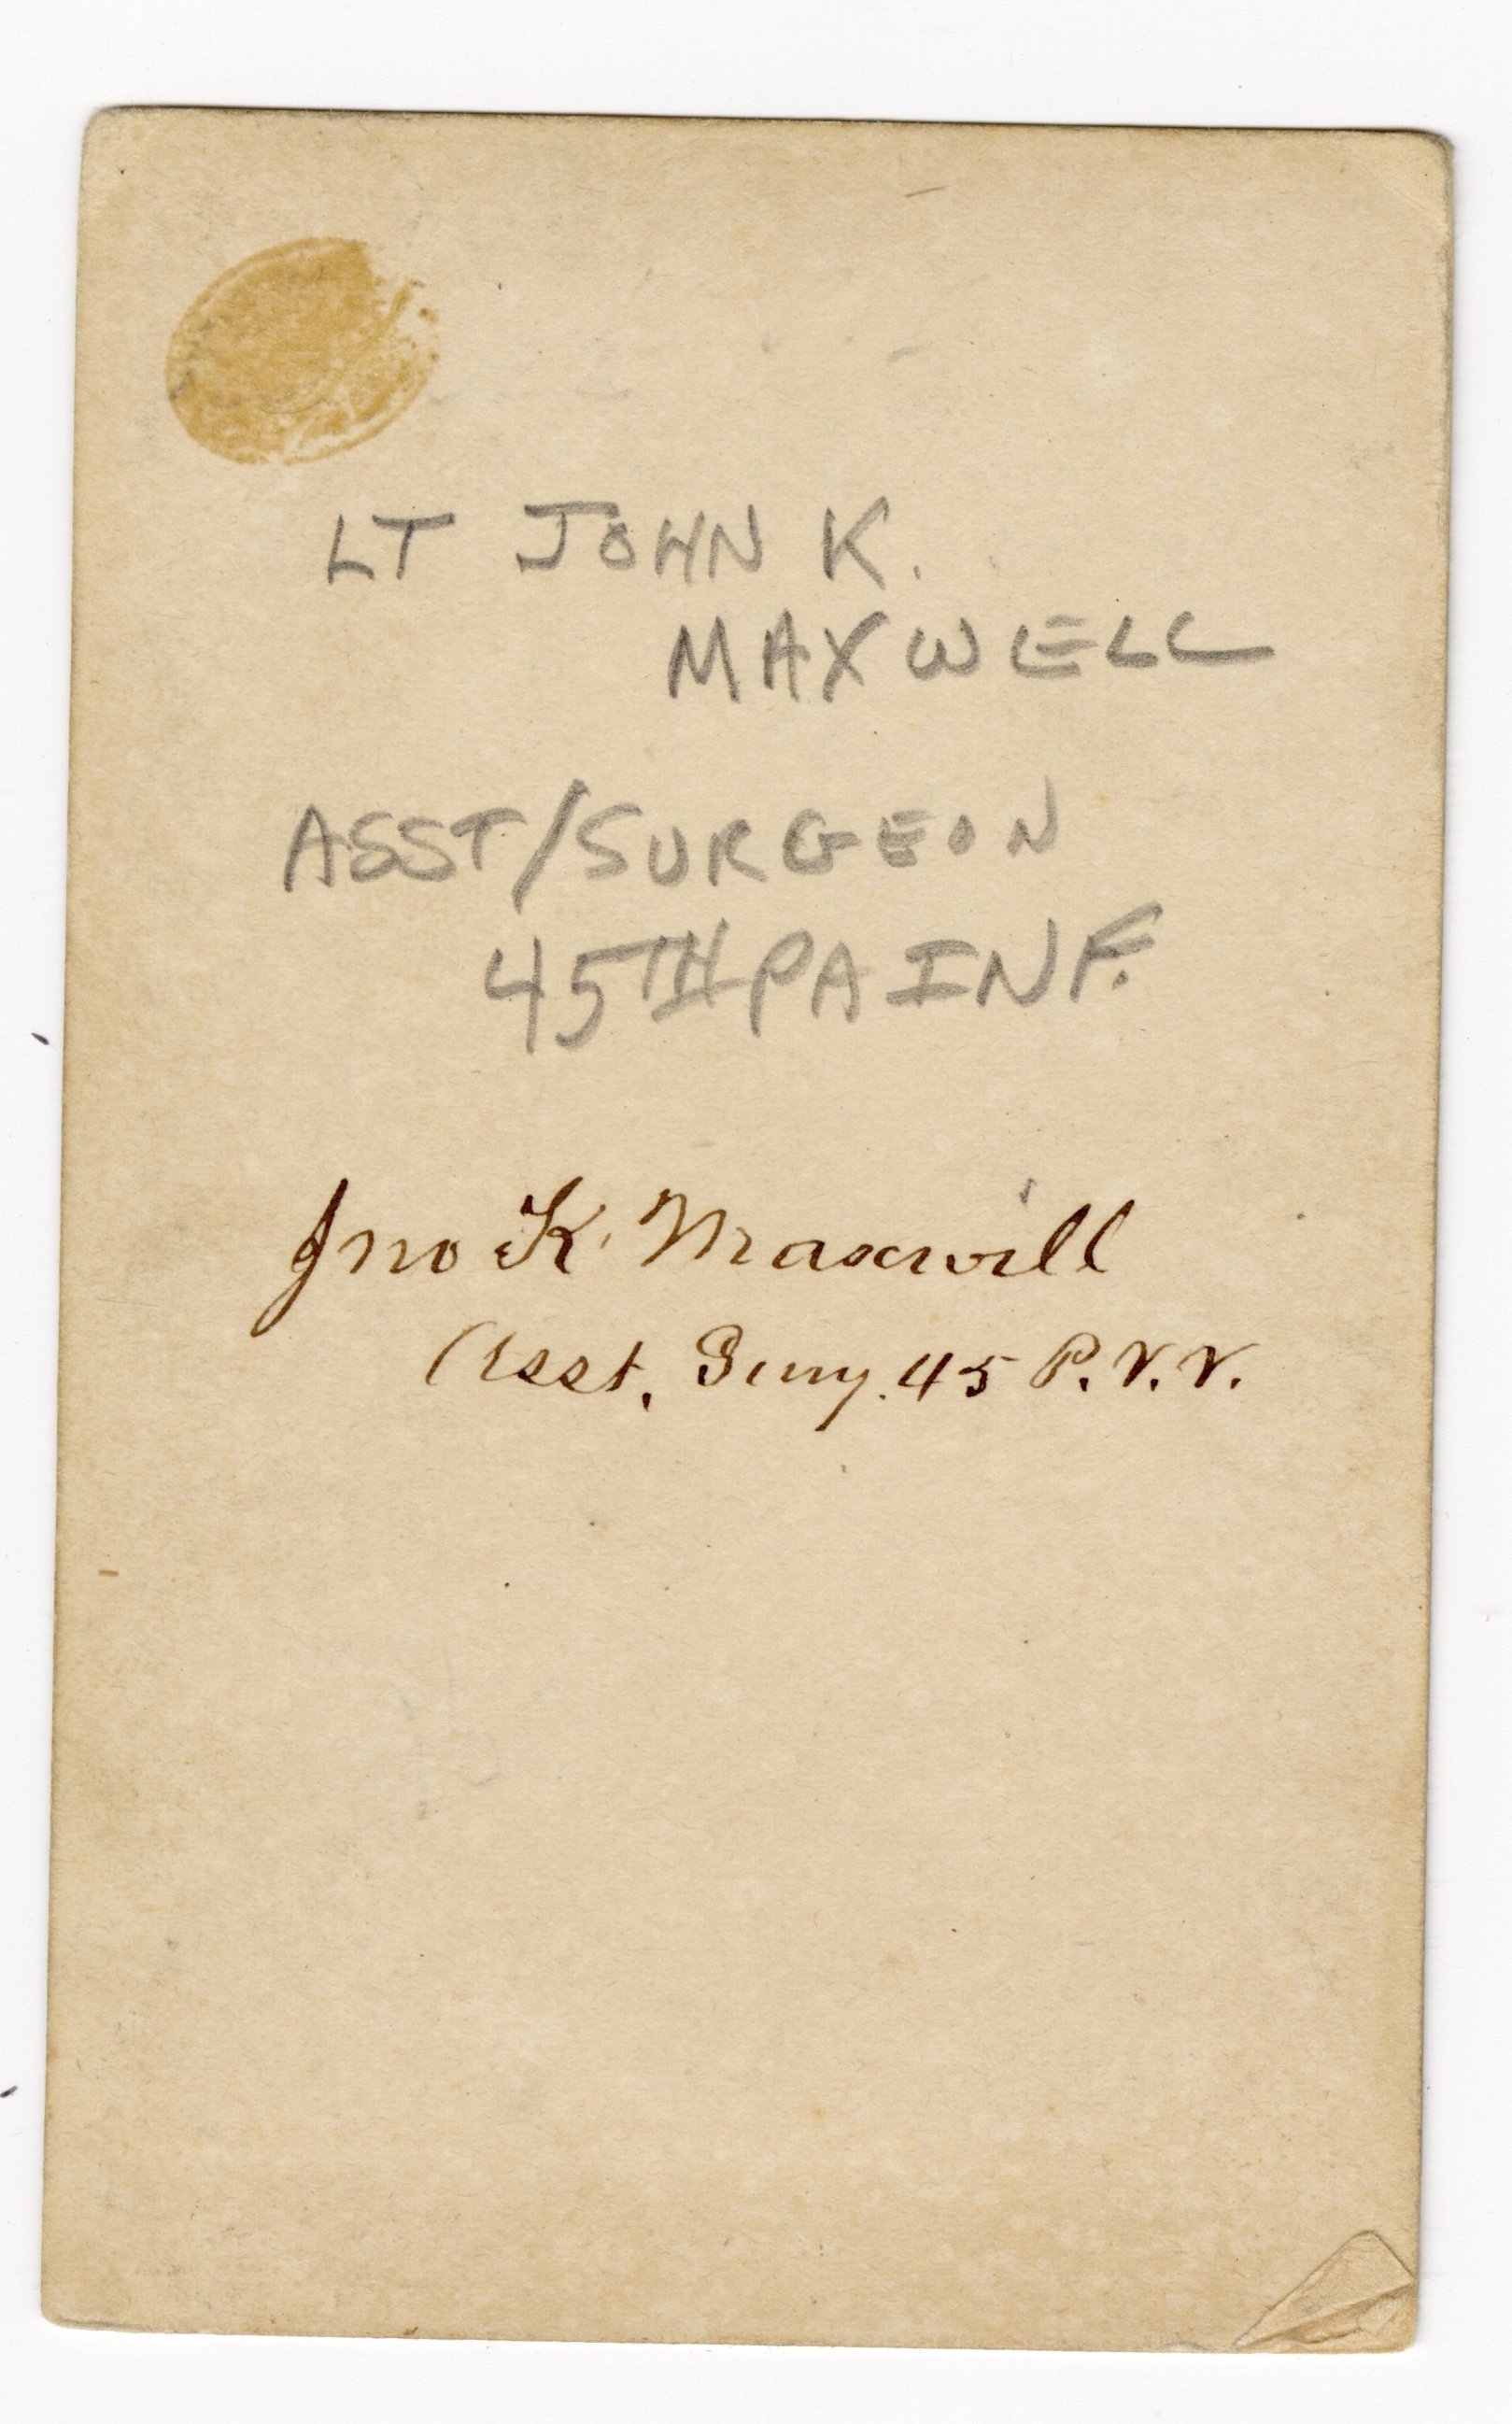 LT JOHN K.
MAXWELL
ASST/SURGEON
45TH PA INF.
Jno K. Maxwell
Asst. Surg. 45 P.V.V.